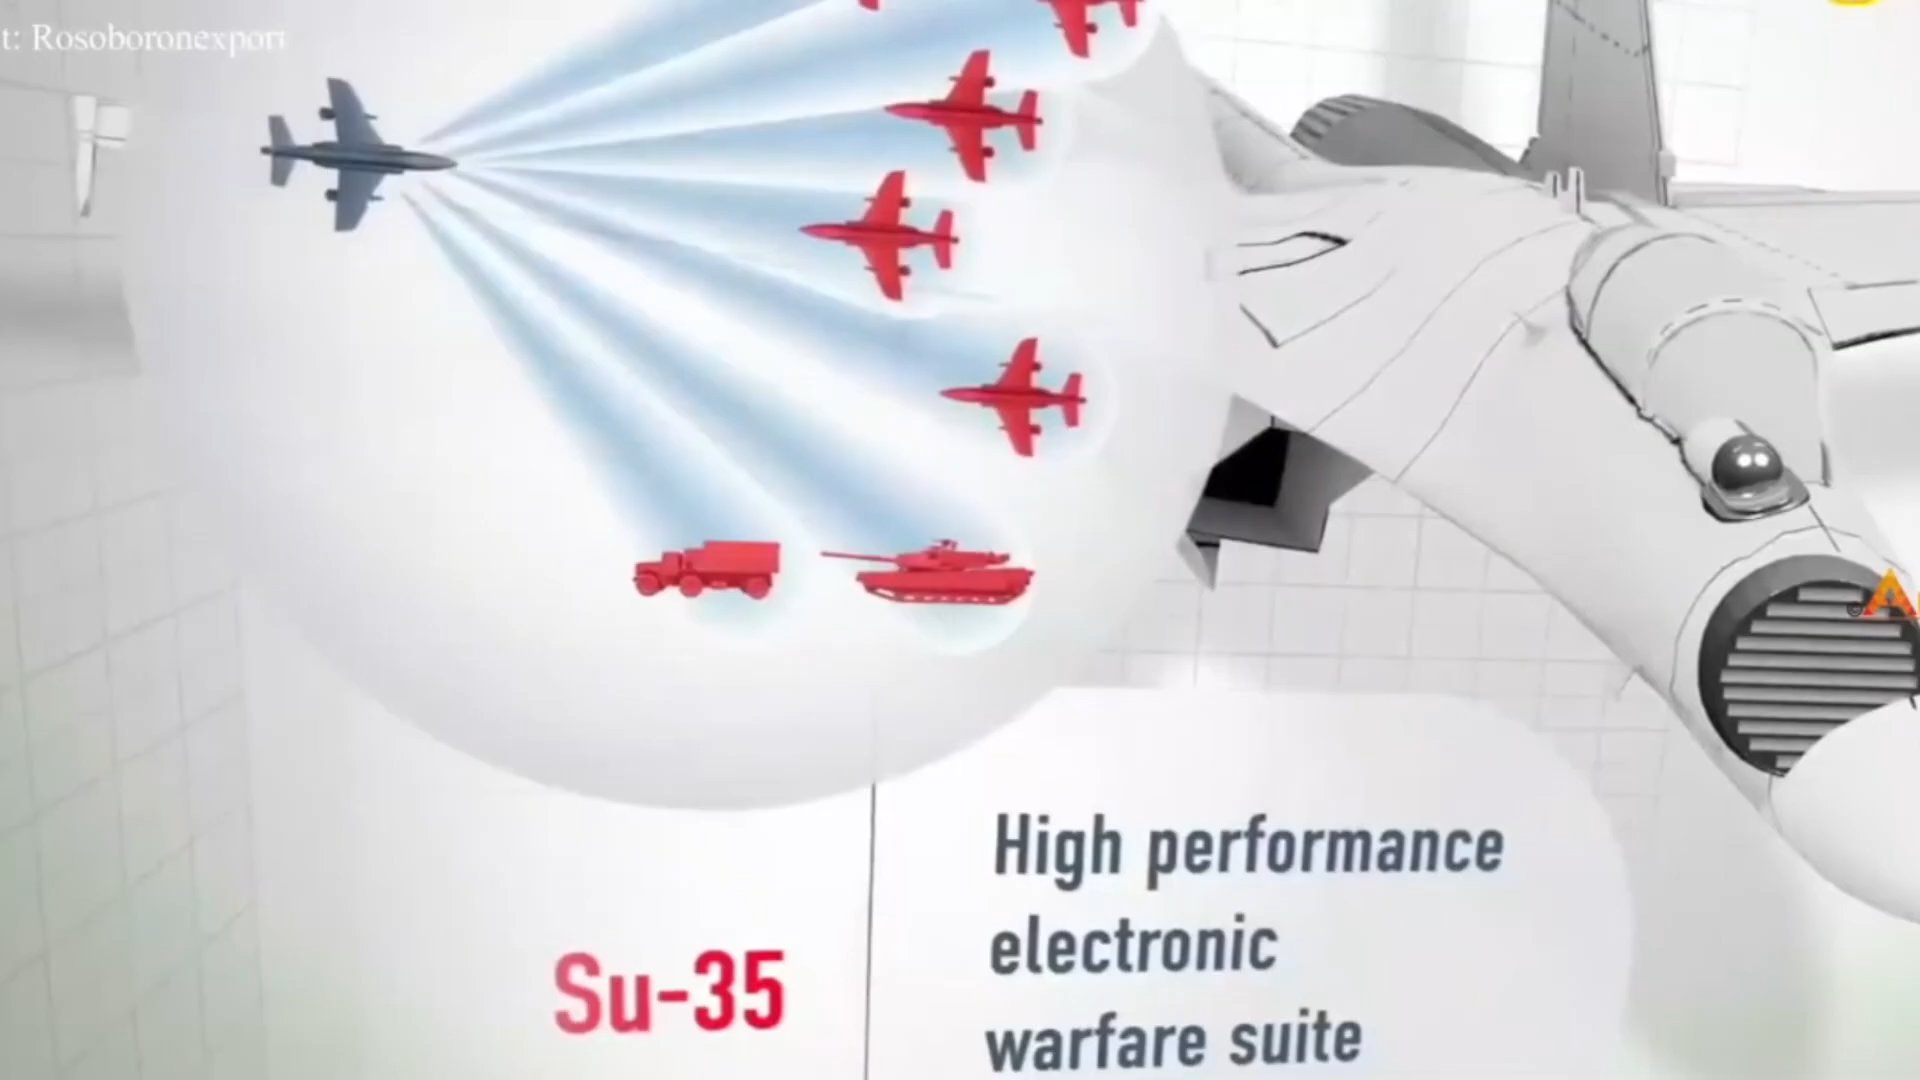 t: Rosoboronexport
High performance
electronic
warfare suite
Su-35